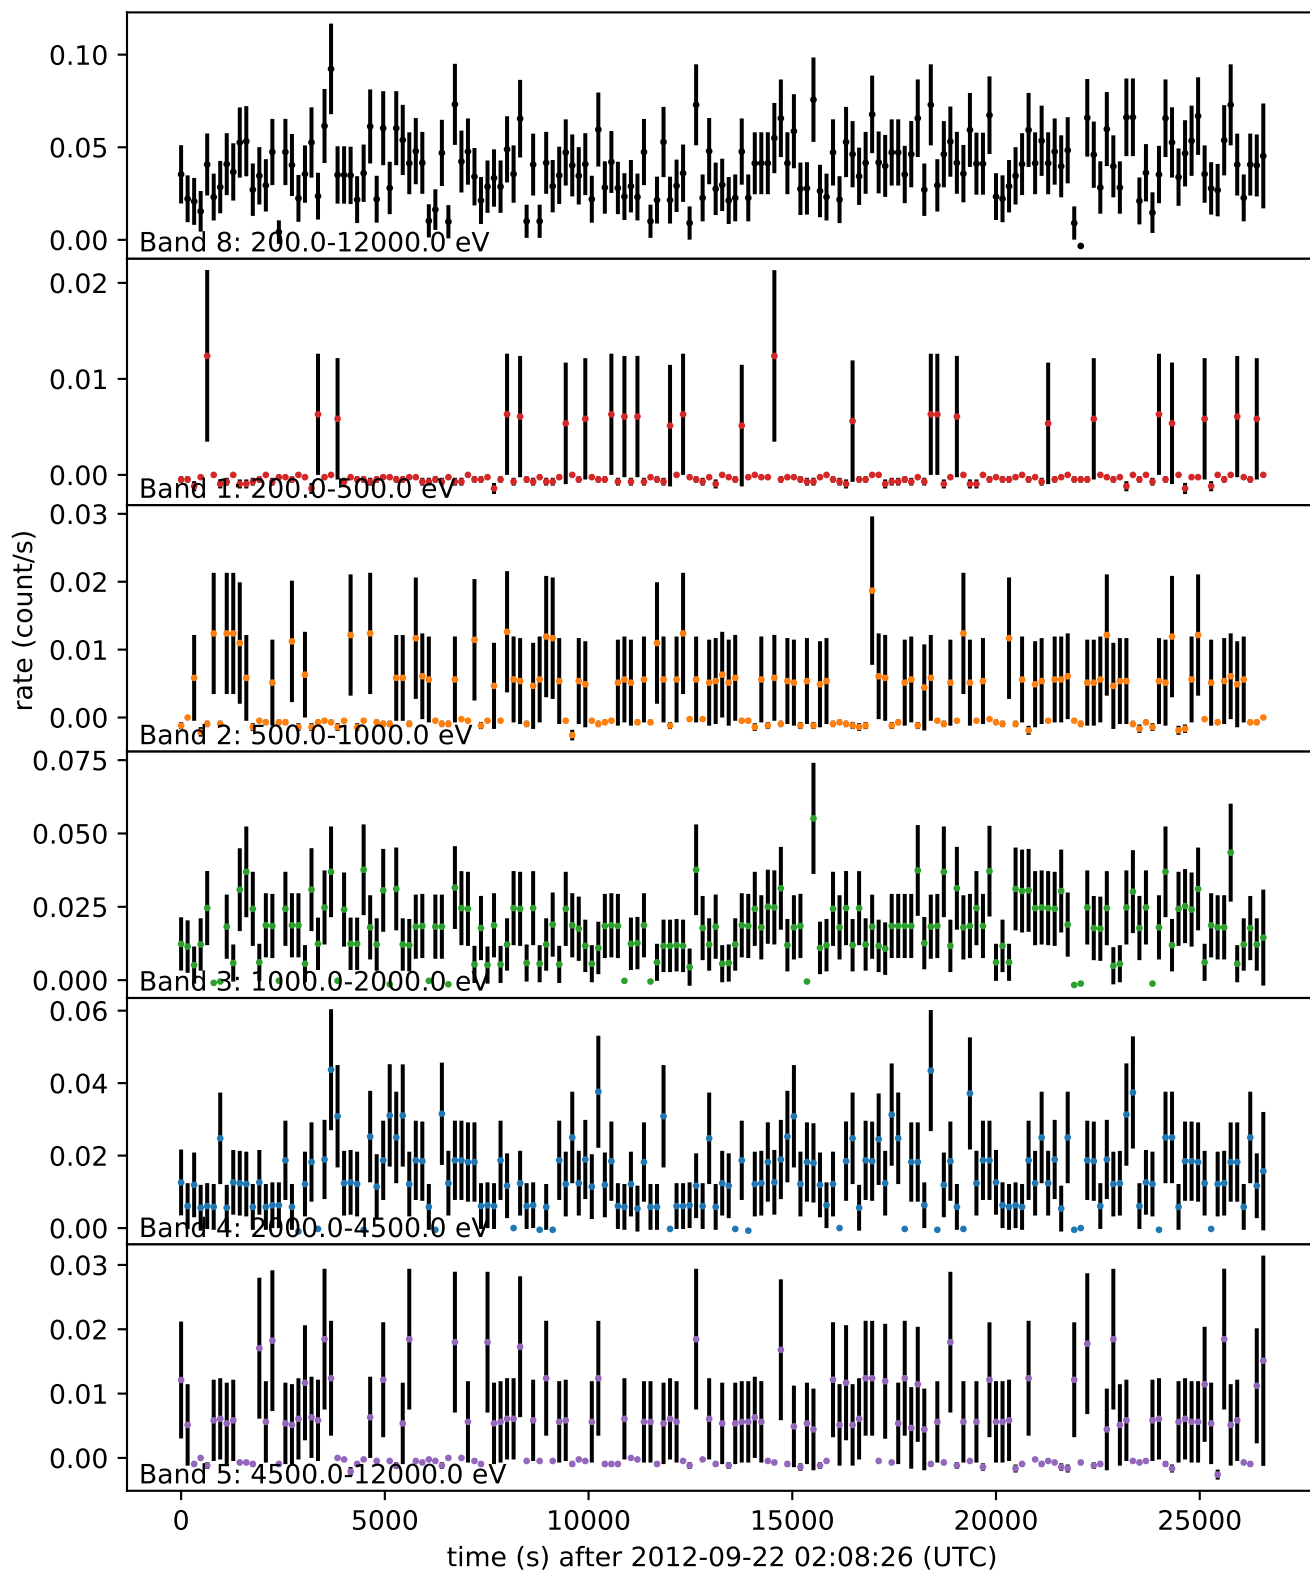 0.10
0.05
0.00
Band 8: 200.0-12000.0 eV
0.02
0.01
0.00
Band 1: 200.0-500.0 eV
0.03
0.02
0.01
0.00
Band 2: 500.0-1000.0 eV
rate (count/s)
0.075
0.050
0.025
0.000
Band 3: 1000.0-2000.0 eV
0.06
0.04
0.02
0.00
Band 4: 2000.0-4500.0 eV
0.03
0.02
0.01
0.00
Band 5: 4500.0-12000.0 eV
0 5000 10000 15000 20000 25000
time (s) after 2012-09-22 02:08:26 (UTC)